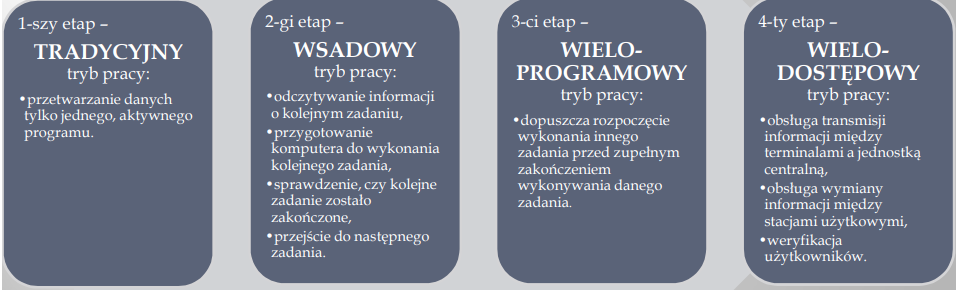 1-szy etap –
TRADYCYJNY
tryb pracy:
•przetwarzanie danych
tylko jednego, aktywnego
programu.
2-gi etap –
WSADOWY
tryb pracy:
•odczytywanie informacji
o kolejnym zadaniu,
•przygotowanie
komputera do wykonania
kolejnego zadania,
•sprawdzenie, czy kolejne
zadanie zostało
zakończone,
•przejście do następnego
zadania.
3-ci etap –
WIELO-
PROGRAMOWY
tryb pracy:
•dopuszcza rozpoczęcie
wykonania innego
zadania przed zupełnym
zakończeniem
wykonywania danego
zadania.
4-ty etap –
WIELO-
DOSTĘPOWY
tryb pracy:
•obsługa transmisji
informacji między
terminalami a jednostką
centralną,
•obsługa wymiany
informacji między
stacjami użytkowymi,
•weryfikacja
użytkowników.